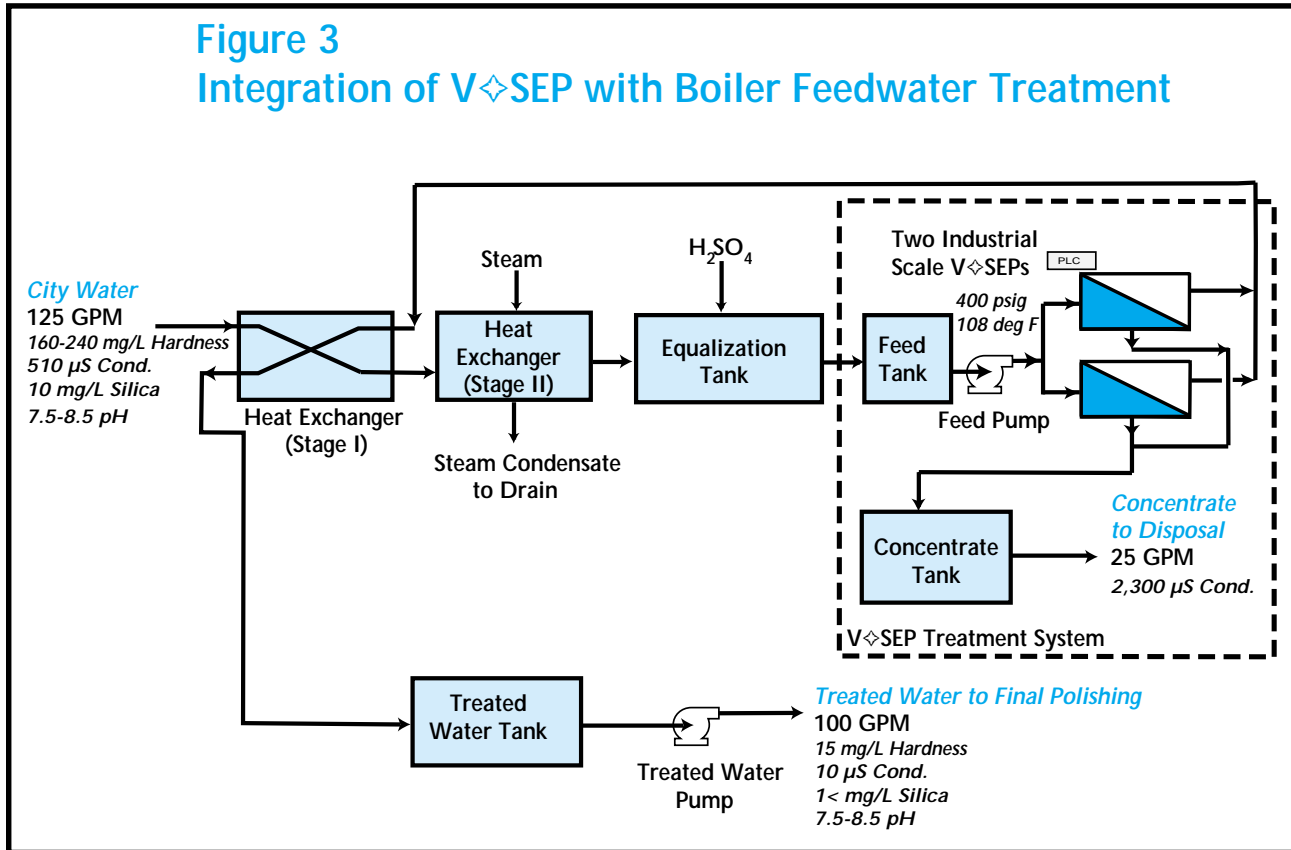 Figure 3
Integration of V✧SEP with Boiler Feedwater Treatment
City Water
125 GPM
160-240 mg/L Hardness
510 µS Cond.
10 mg/L Silica
7.5-8.5 pH
Heat Exchanger
(Stage I)
Steam
Heat
Exchanger
(Stage II)
Steam Condensate
to Drain
H₂SO₄
Equalization
Tank
Two Industrial
Scale V✧SEPs
PLC
400 psig
108 deg F
Feed
Tank
Feed Pump
Concentrate
Tank
Concentrate
to Disposal
25 GPM
2,300 µS Cond.
V✧SEP Treatment System
Treated
Water Tank
Treated Water
Pump
Treated Water to Final Polishing
100 GPM
15 mg/L Hardness
10 µS Cond.
1< mg/L Silica
7.5-8.5 pH